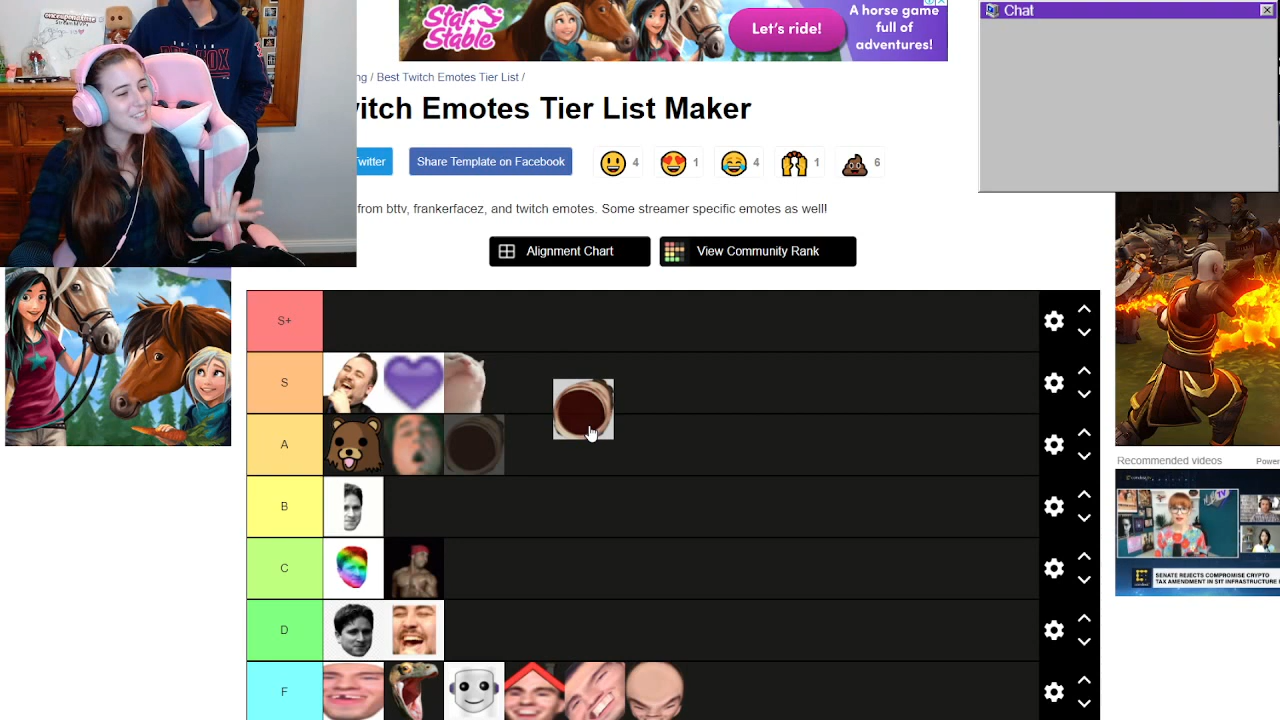 Star
Stable
Let's ride!
A horse game
full of
adventures!
Chat
ng / Best Twitch Emotes Tier List /
itch Emotes Tier List Maker
Twitter
Share Template on Facebook
4
1
4
1
6
from bttv, frankerfacez, and twitch emotes. Some streamer specific emotes as well!
Alignment Chart
View Community Rank
S+
S
A
B
C
D
F
Recommended videos
Power
SENATE REJECTS COMPROMISE CRYPTO
TAX AMENDMENT IN $1T INFRASTRUCTURE